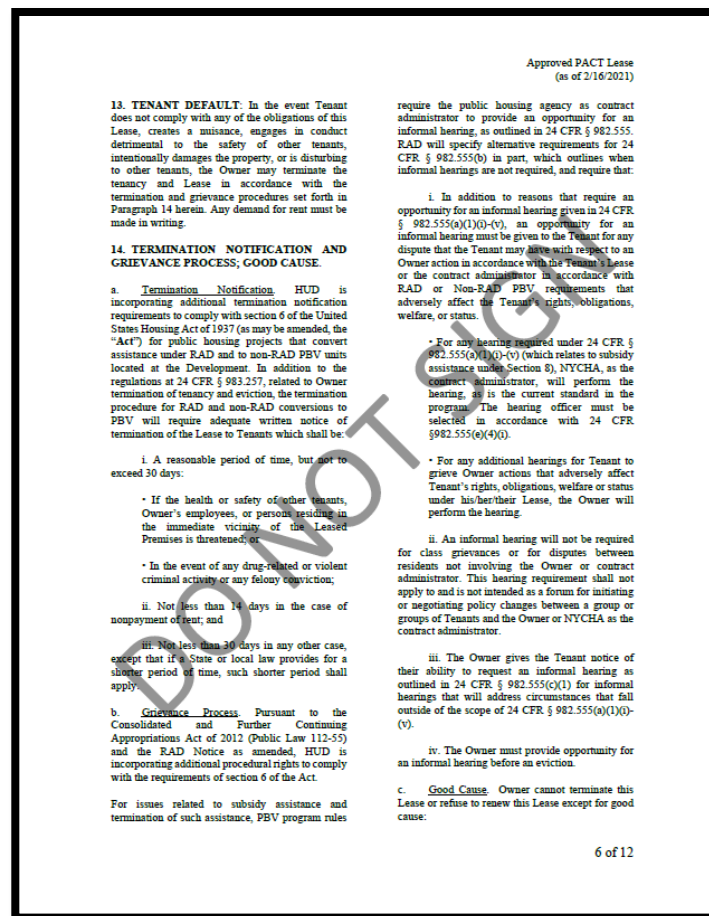 Approved PACT Lease
(as of 2/16/2021)
13. TENANT DEFAULT: In the event Tenant
does not comply with any of the obligations of this
Lease, creates a nuisance, engages in conduct
detrimental to the safety of other tenants,
intentionally damages the property, or is disturbing
to other tenants, the Owner may terminate the
tenancy and Lease in accordance with the
termination and grievance procedures set forth in
Paragraph 14 herein. Any demand for rent must be
made in writing.
14. TERMINATION NOTIFICATION AND
GRIEVANCE PROCESS; GOOD CAUSE.
a. Termination Notification. HUD is
incorporating additional termination notification
requirements to comply with section 6 of the United
States Housing Act of 1937 (as may be amended, the
“Act”) for public housing projects that convert
assistance under RAD and to non-RAD PBV units
located at the Development. In addition to the
regulations at 24 CFR § 983.257, related to Owner
termination of tenancy and eviction, the termination
procedure for RAD and non-RAD conversions to
PBV will require adequate written notice of
termination of the Lease to Tenants which shall be:
i. A reasonable period of time, but not to
exceed 30 days:
• If the health or safety of other tenants,
Owner’s employees, or persons residing in
the immediate vicinity of the Leased
Premises is threatened; or
• In the event of any drug-related or violent
criminal activity or any felony conviction;
ii. Not less than 14 days in the case of
nonpayment of rent; and
iii. Not less than 30 days in any other case,
except that if a State or local law provides for a
shorter period of time, such shorter period shall
apply.
b. Grievance Process. Pursuant to the
Consolidated and Further Continuing
Appropriations Act of 2012 (Public Law 112-55)
and the RAD Notice as amended, HUD is
incorporating additional procedural rights to comply
with the requirements of section 6 of the Act.
For issues related to subsidy assistance and
termination of such assistance, PBV program rules
require the public housing agency as contract
administrator to provide an opportunity for an
informal hearing, as outlined in 24 CFR § 982.555.
RAD will specify alternative requirements for 24
CFR § 982.555(b) in part, which outlines when
informal hearings are not required, and require that:
i. In addition to reasons that require an
opportunity for an informal hearing given in 24 CFR
§ 982.555(a)(1)(i)-(v), an opportunity for an
informal hearing must be given to the Tenant for any
dispute that the Tenant may have with respect to an
Owner action in accordance with the Tenant’s Lease
or the contract administrator in accordance with
RAD or Non-RAD PBV requirements that
adversely affect the Tenant’s rights, obligations,
welfare, or status.
• For any hearing required under 24 CFR §
982.555(a)(1)(i)-(v) (which relates to subsidy
assistance under Section 8), NYCHA, as the
contract administrator, will perform the
hearing, as is the current standard in the
program. The hearing officer must be
selected in accordance with 24 CFR
§982.555(e)(4)(i).
• For any additional hearings for Tenant to
grieve Owner actions that adversely affect
Tenant’s rights, obligations, welfare or status
under his/her/their Lease, the Owner will
perform the hearing.
ii. An informal hearing will not be required
for class grievances or for disputes between
residents not involving the Owner or contract
administrator. This hearing requirement shall not
apply to and is not intended as a forum for initiating
or negotiating policy changes between a group or
groups of Tenants and the Owner or NYCHA as the
contract administrator.
iii. The Owner gives the Tenant notice of
their ability to request an informal hearing as
outlined in 24 CFR § 982.555(c)(1) for informal
hearings that will address circumstances that fall
outside of the scope of 24 CFR § 982.555(a)(1)(i)-
(v).
iv. The Owner must provide opportunity for
an informal hearing before an eviction.
c. Good Cause. Owner cannot terminate this
Lease or refuse to renew this Lease except for good
cause:
6 of 12
DO NOT SIGN